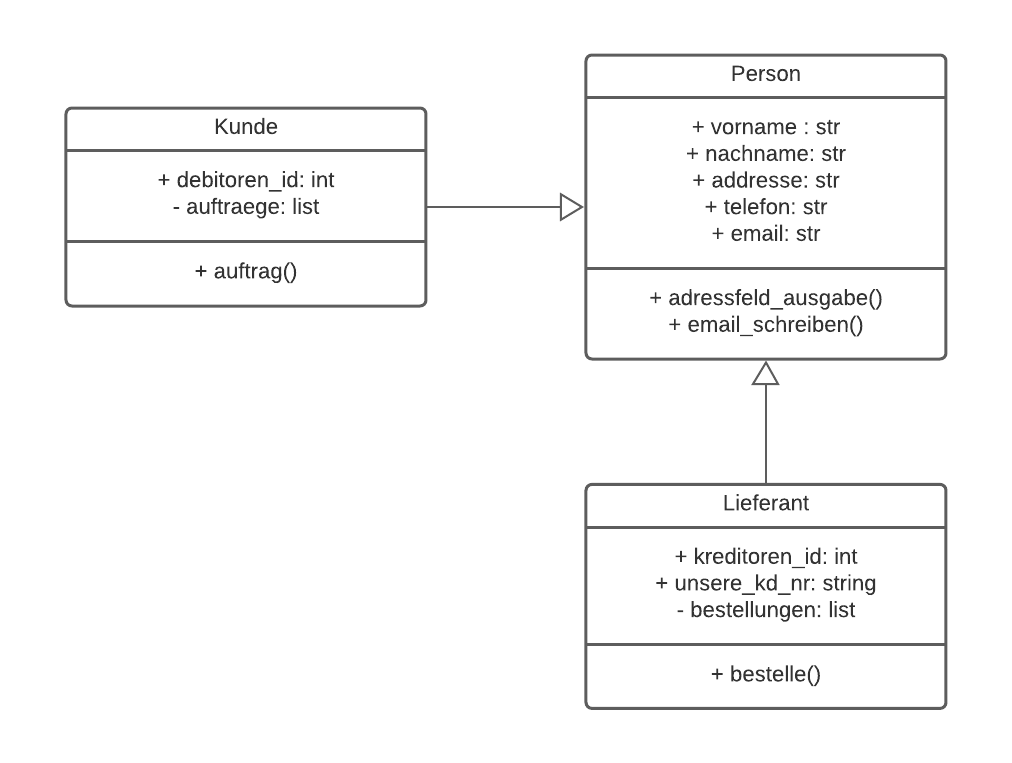 Kunde
+ debitoren_id: int
- auftraege: list
+ auftrag()
Person
+ vorname : str
+ nachname: str
+ addresse: str
+ telefon: str
+ email: str
+ adressfeld_ausgabe()
+ email_schreiben()
Lieferant
+ kreditoren_id: int
+ unsere_kd_nr: string
- bestellungen: list
+ bestelle()